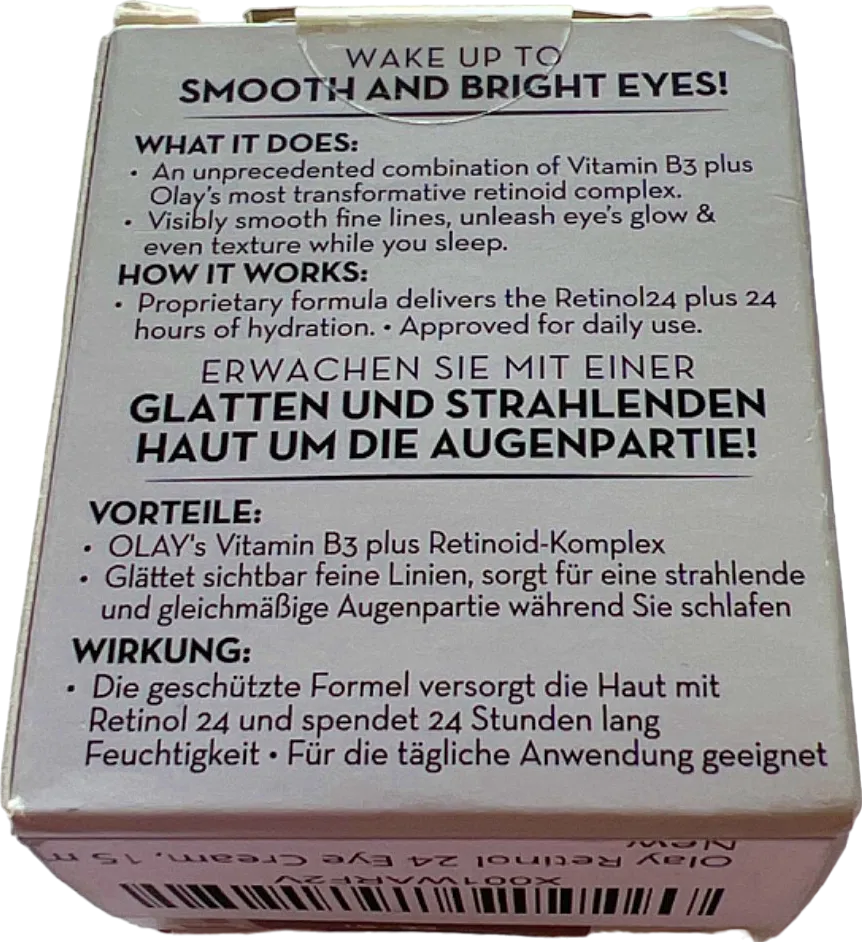 WAKE UP TO
SMOOTH AND BRIGHT EYES!
WHAT IT DOES:
• An unprecedented combination of Vitamin B3 plus
Olay's most transformative retinoid complex.
• Visibly smooth fine lines, unleash eye's glow &
even texture while you sleep.
HOW IT WORKS:
• Proprietary formula delivers the Retinol24 plus 24
hours of hydration. • Approved for daily use.
ERWACHEN SIE MIT EINER
GLATTEN UND STRAHLENDEN
HAUT UM DIE AUGENPARTIE!
VORTEILE:
• OLAY's Vitamin B3 plus Retinoid-Komplex
• Glättet sichtbar feine Linien, sorgt für eine strahlende
und gleichmäßige Augenpartie während Sie schlafen
WIRKUNG:
• Die geschützte Formel versorgt die Haut mit
Retinol 24 und spendet 24 Stunden lang
Feuchtigkeit • Für die tägliche Anwendung geeignet
X001WARF2V
Olay Retinol 24 Eye Cream, 15 m
New